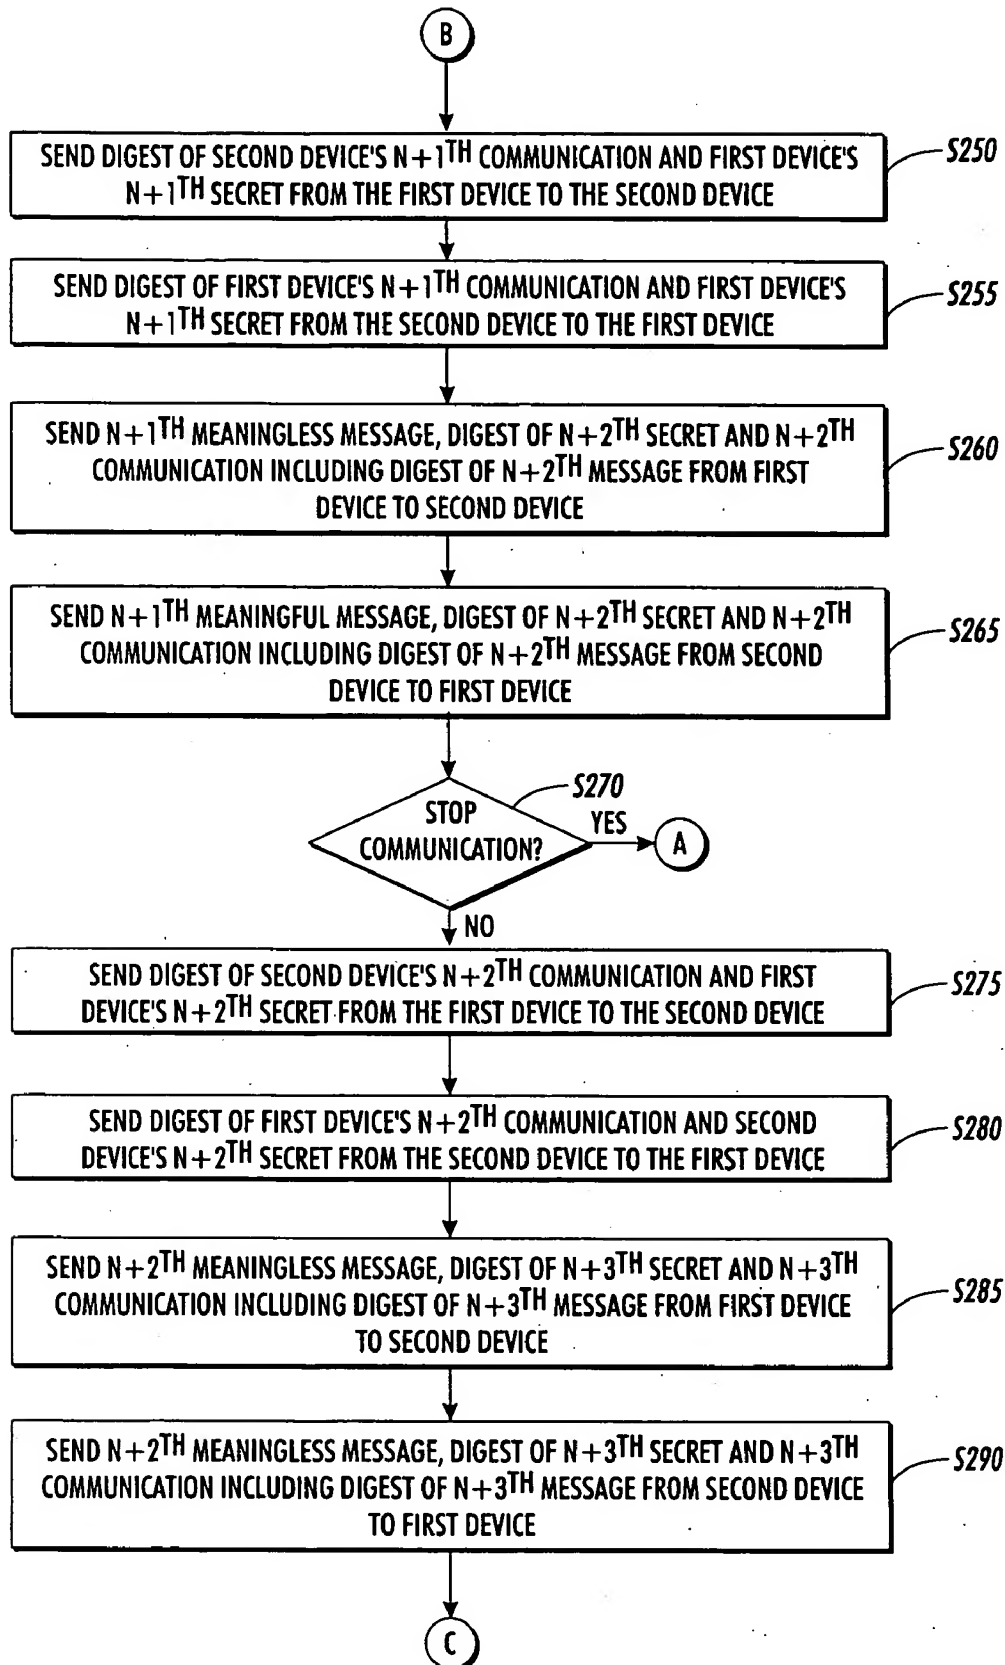 B
SEND DIGEST OF SECOND DEVICE'S N+1TH COMMUNICATION AND FIRST DEVICE'S
N+1TH SECRET FROM THE FIRST DEVICE TO THE SECOND DEVICE
S250
SEND DIGEST OF FIRST DEVICE'S N+1TH COMMUNICATION AND FIRST DEVICE'S
N+1TH SECRET FROM THE SECOND DEVICE TO THE FIRST DEVICE
S255
SEND N+1TH MEANINGLESS MESSAGE, DIGEST OF N+2TH SECRET AND N+2TH
COMMUNICATION INCLUDING DIGEST OF N+2TH MESSAGE FROM FIRST
DEVICE TO SECOND DEVICE
S260
SEND N+1TH MEANINGFUL MESSAGE, DIGEST OF N+2TH SECRET AND N+2TH
COMMUNICATION INCLUDING DIGEST OF N+2TH MESSAGE FROM SECOND
DEVICE TO FIRST DEVICE
S265
S270
STOP
COMMUNICATION?
YES
A
NO
SEND DIGEST OF SECOND DEVICE'S N+2TH COMMUNICATION AND FIRST
DEVICE'S N+2TH SECRET FROM THE FIRST DEVICE TO THE SECOND DEVICE
S275
SEND DIGEST OF FIRST DEVICE'S N+2TH COMMUNICATION AND SECOND
DEVICE'S N+2TH SECRET FROM THE SECOND DEVICE TO THE FIRST DEVICE
S280
SEND N+2TH MEANINGLESS MESSAGE, DIGEST OF N+3TH SECRET AND N+3TH
COMMUNICATION INCLUDING DIGEST OF N+3TH MESSAGE FROM FIRST DEVICE
TO SECOND DEVICE
S285
SEND N+2TH MEANINGLESS MESSAGE, DIGEST OF N+3TH SECRET AND N+3TH
COMMUNICATION INCLUDING DIGEST OF N+3TH MESSAGE FROM SECOND DEVICE
TO FIRST DEVICE
S290
C